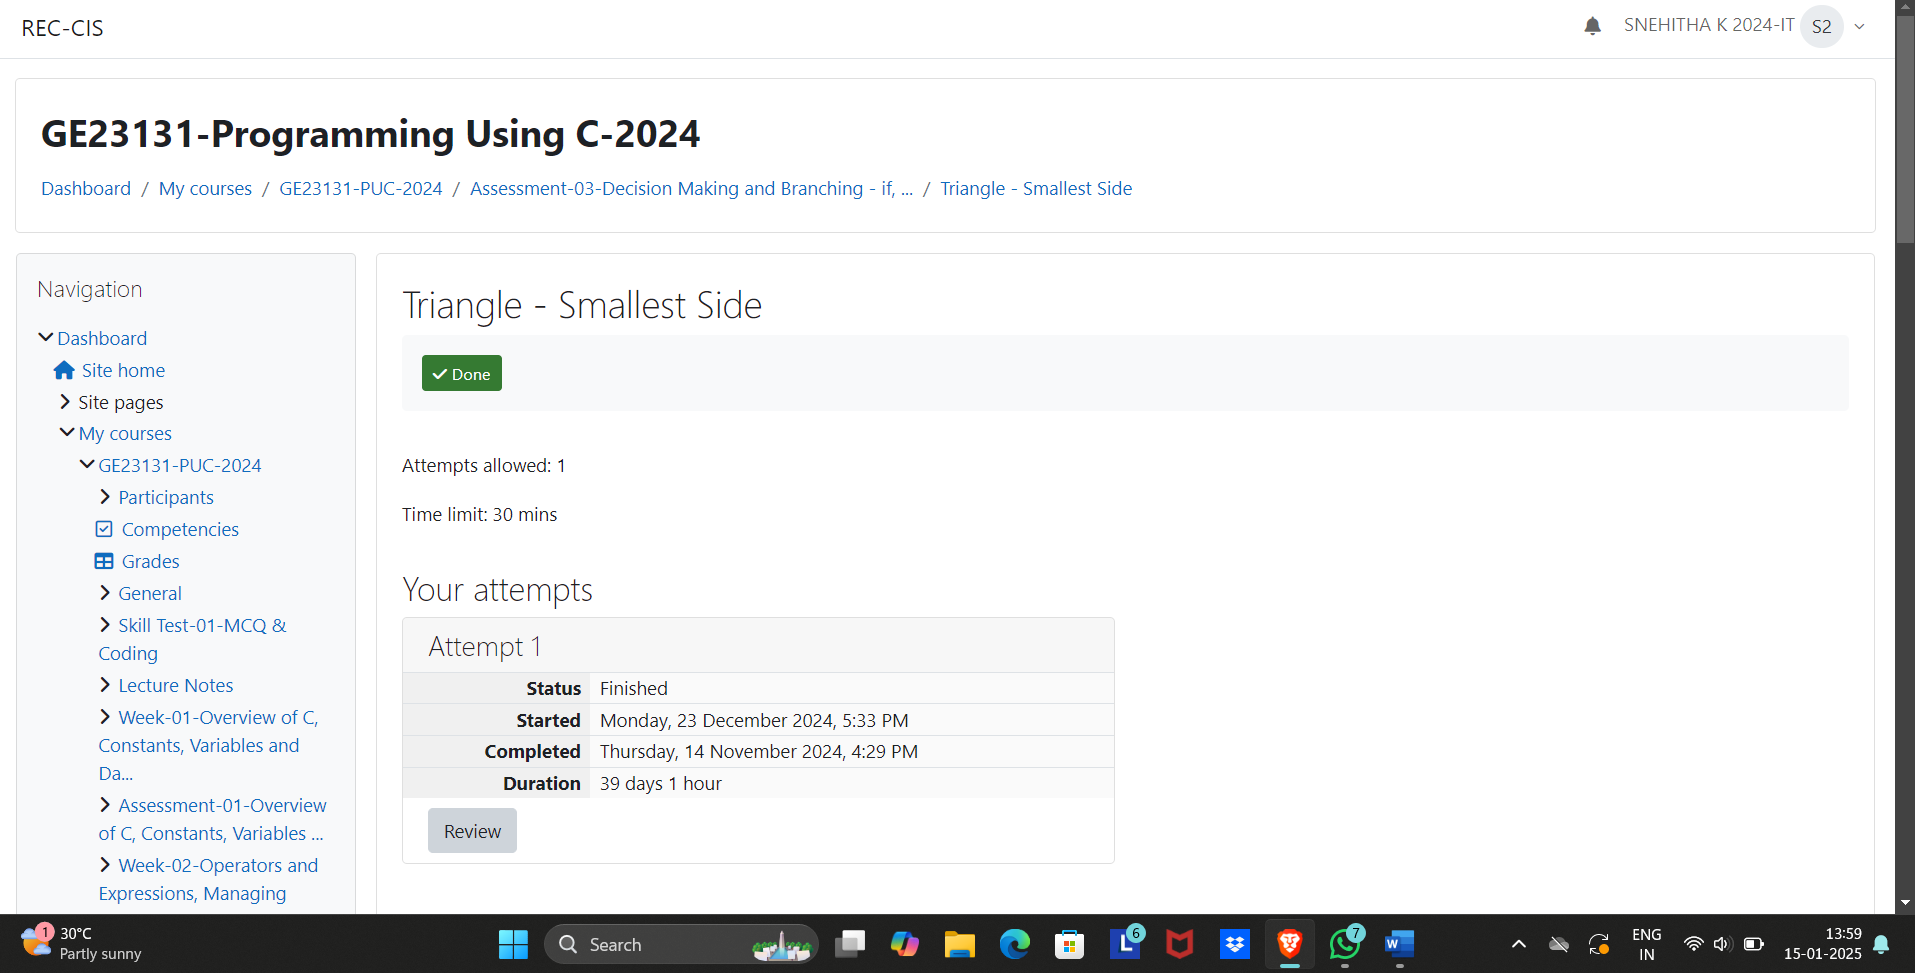 REC-CIS
SNEHITHA K 2024-IT
S2
GE23131-Programming Using C-2024
Dashboard / My courses / GE23131-PUC-2024 / Assessment-03-Decision Making and Branching - if, ... / Triangle - Smallest Side
Navigation
Dashboard
Site home
Site pages
My courses
GE23131-PUC-2024
Participants
Competencies
Grades
General
Skill Test-01-MCQ &
Coding
Lecture Notes
Week-01-Overview of C,
Constants, Variables and
Da...
Assessment-01-Overview
of C, Constants, Variables ...
Week-02-Operators and
Expressions, Managing
Triangle - Smallest Side
Done
Attempts allowed: 1
Time limit: 30 mins
Your attempts
Attempt 1
Status Finished
Started Monday, 23 December 2024, 5:33 PM
Completed Thursday, 14 November 2024, 4:29 PM
Duration 39 days 1 hour
Review
1
30°C
Partly sunny
Search
L
6
7
W
ENG
IN
13:59
15-01-2025